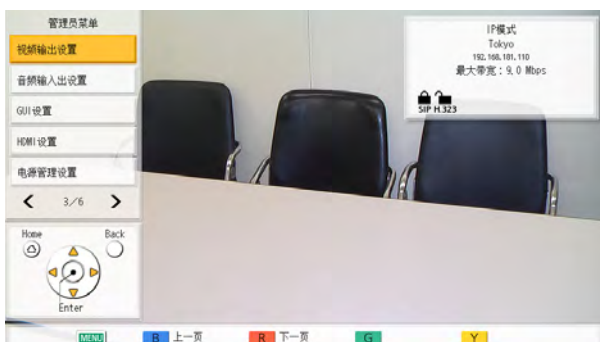 管理员菜单
视频输出设置
音频输入出设置
GUI设置
HDMI设置
电源管理设置
3/6
Home
Back
Enter
IP模式
Tokyo
192.168.181.110
最大带宽：9.0 Mbps
SIP H.323
MENU
B 上一页
R 下一页
G
Y